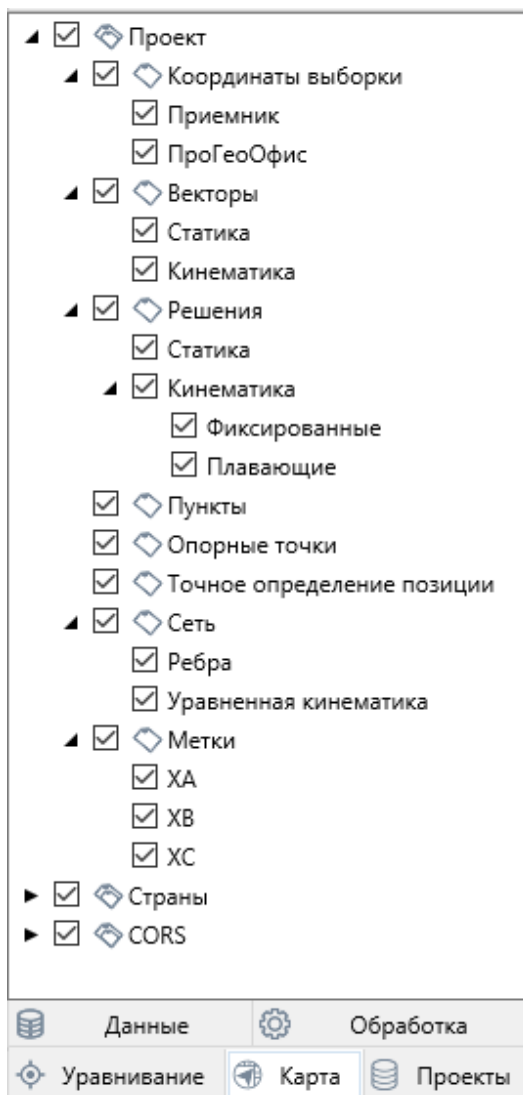 Проект
Координаты выборки
Приемник
ПроГеоОфис
Векторы
Статика
Кинематика
Решения
Статика
Кинематика
Фиксированные
Плавающие
Пункты
Опорные точки
Точное определение позиции
Сеть
Ребра
Уравненная кинематика
Метки
XA
XB
XC
Страны
CORS
Данные Обработка
Уравнивание Карта Проекты